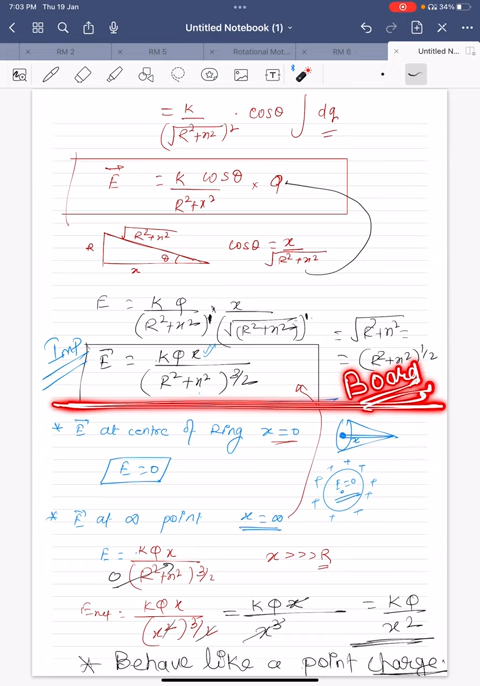 7:03 PM Thu 19 Jan 34%
Untitled Notebook (1)
RM 2 RM 5 Rotational Mot... RM 6 Untitled N...
= K/(√R²+x²)² · cosθ ∫ dq
E⃗ = K cosθ/R²+x² × Q
R √R²+x² θ x cosθ = x/√R²+x²
E = K Q/(R²+x²)¹ × x/(√(R²+x²))¹ = √R²+x² =
Imp E⃗ = KQx/(R²+x²)3/2 = (R²+x²)1/2
Board
* E⃗ at centre of Ring x=0 x
E=0 + + + + + + + + E=0
* E⃗ at ∞ point x=∞
E = KQx/(R²+x²)3/2 x>>>R
0
Enet = KQx/(x²)3/2 = KQx/x³ = KQ/x2
* Behave like a point charge.